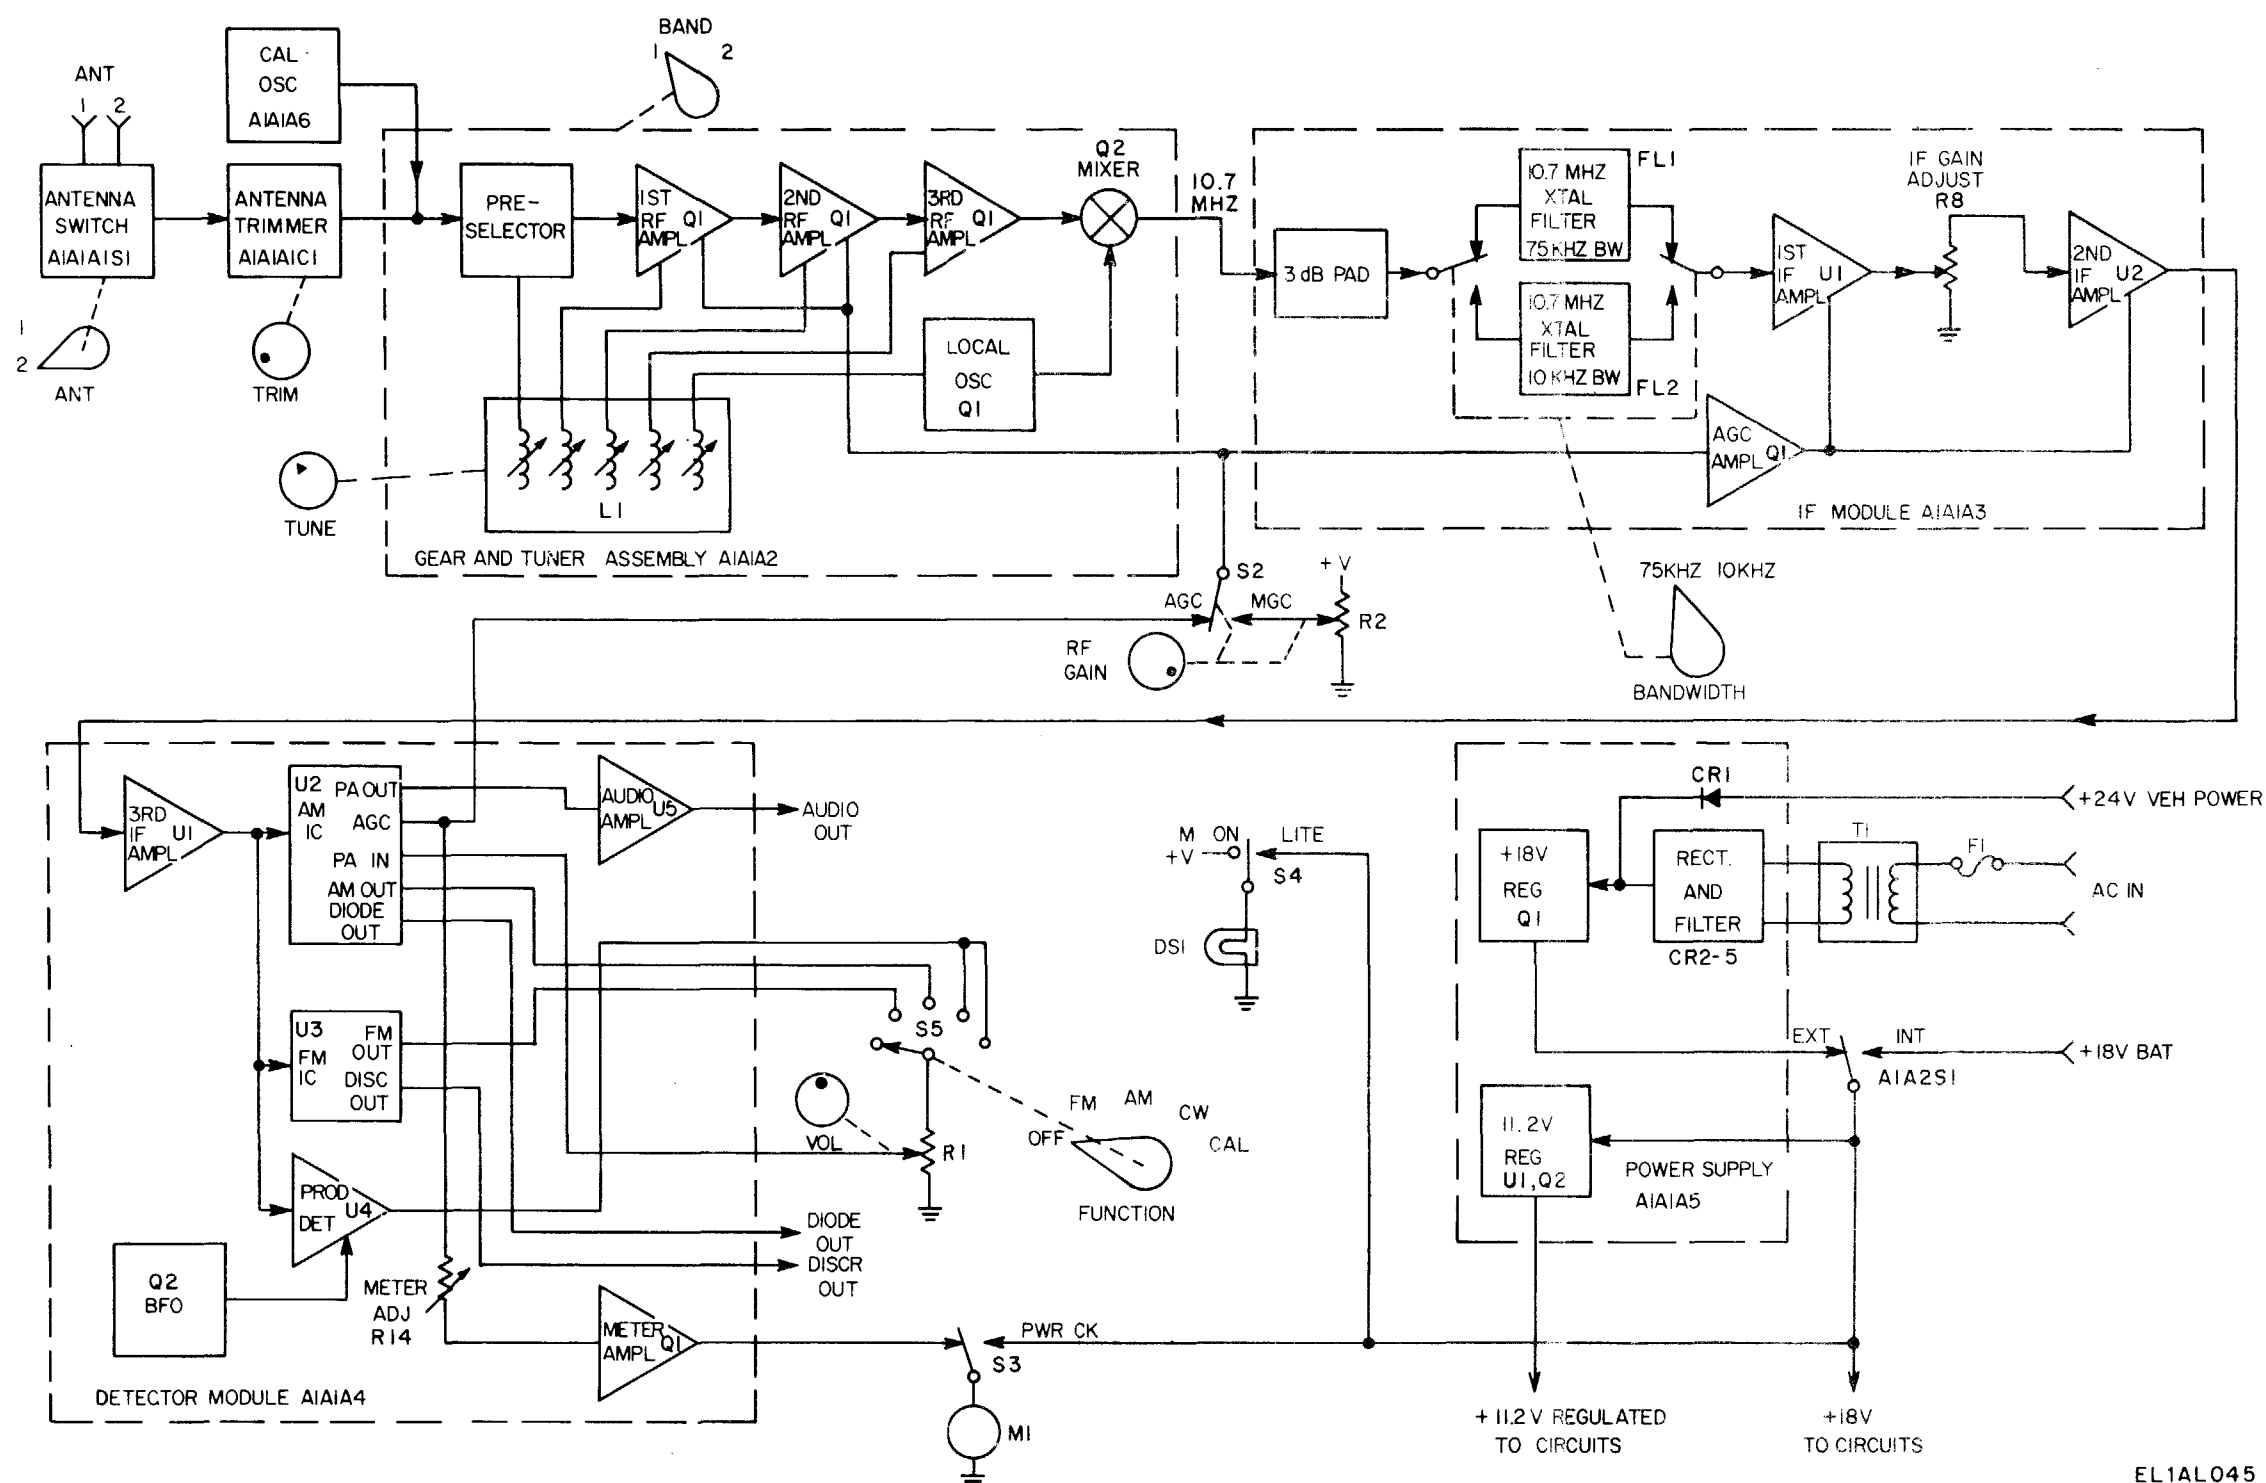 BAND
1 2
CAL
OSC
A1A1A6
ANT
1 2
ANTENNA
SWITCH
A1A1A1S1
ANTENNA
TRIMMER
A1A1A1C1
1
2
ANT
TRIM
TUNE
PRE-
SELECTOR
1ST
RF
AMPL
Q1
2ND
RF
AMPL
Q1
3RD
RF
AMPL
Q1
Q2
MIXER
LOCAL
OSC
Q1
L1
GEAR AND TUNER ASSEMBLY A1A1A2
10.7
MHZ
3 dB PAD
10.7 MHZ
XTAL
FILTER
75 KHZ BW
FL1
10.7 MHZ
XTAL
FILTER
10 KHZ BW
FL2
1ST
IF
AMPL
U1
IF GAIN
ADJUST
R8
2ND
IF
AMPL
U2
AGC
AMPL
Q1
IF MODULE A1A1A3
S2
AGC
MGC
+V
R2
RF
GAIN
75KHZ 10KHZ
BANDWIDTH
3RD
IF
AMPL
U1
U2
AM
IC
PA OUT
AGC
PA IN
AM OUT
DIODE
OUT
AUDIO
AMPL
U5
AUDIO
OUT
U3
FM
IC
FM
OUT
DISC
OUT
PROD
DET
U4
Q2
BFO
METER
ADJ
R14
METER
AMPL
Q1
DETECTOR MODULE A1A1A4
S5
VOL
R1
OFF
FM
AM
CW
CAL
FUNCTION
DIODE
OUT
DISCR
OUT
M ON
+V
LITE
S4
DS1
PWR CK
S3
M1
CR1
+24V VEH POWER
+18V
REG
Q1
RECT.
AND
FILTER
CR2-5
T1
F1
AC IN
EXT
INT
+18V BAT
A1A2S1
11.2V
REG
U1,Q2
POWER SUPPLY
A1A1A5
+11.2V REGULATED
TO CIRCUITS
+18V
TO CIRCUITS
EL1AL045